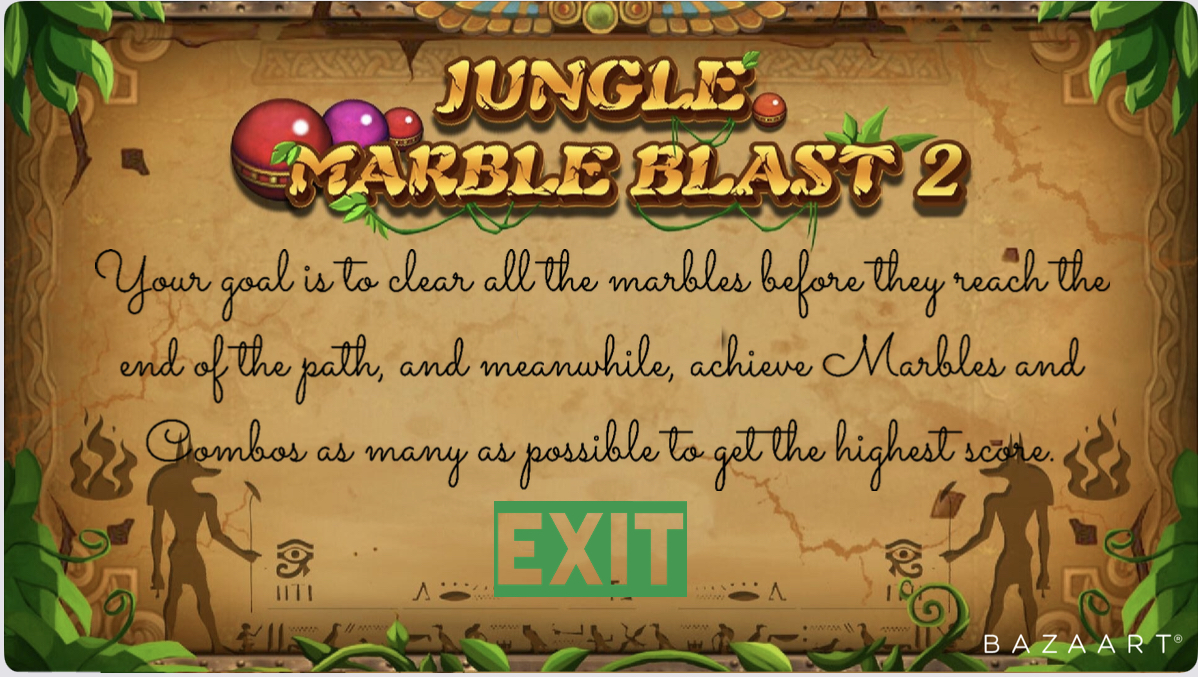 JUNGLE
MARBLE BLAST 2
Your goal is to clear all the marbles before they reach the
end of the path, and meanwhile, achieve Marbles and
Combos as many as possible to get the highest score.
EXIT
BAZAART®